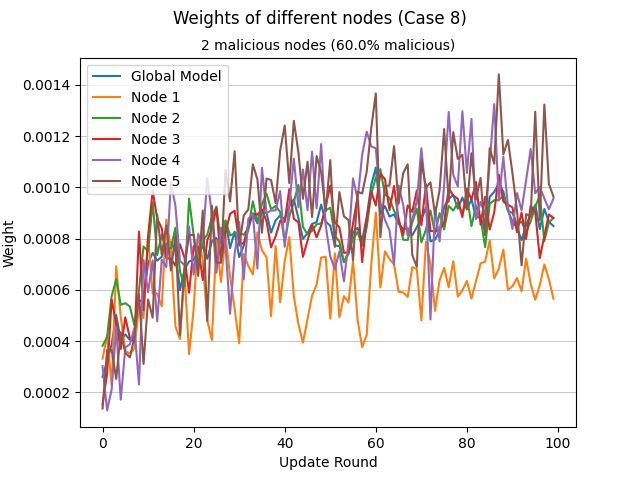 Weights of different nodes (Case 8)
2 malicious nodes (60.0% malicious)
Global Model
Node 1
Node 2
Node 3
Node 4
Node 5
Weight
0.0014
0.0012
0.0010
0.0008
0.0006
0.0004
0.0002
0 20 40 60 80 100
Update Round